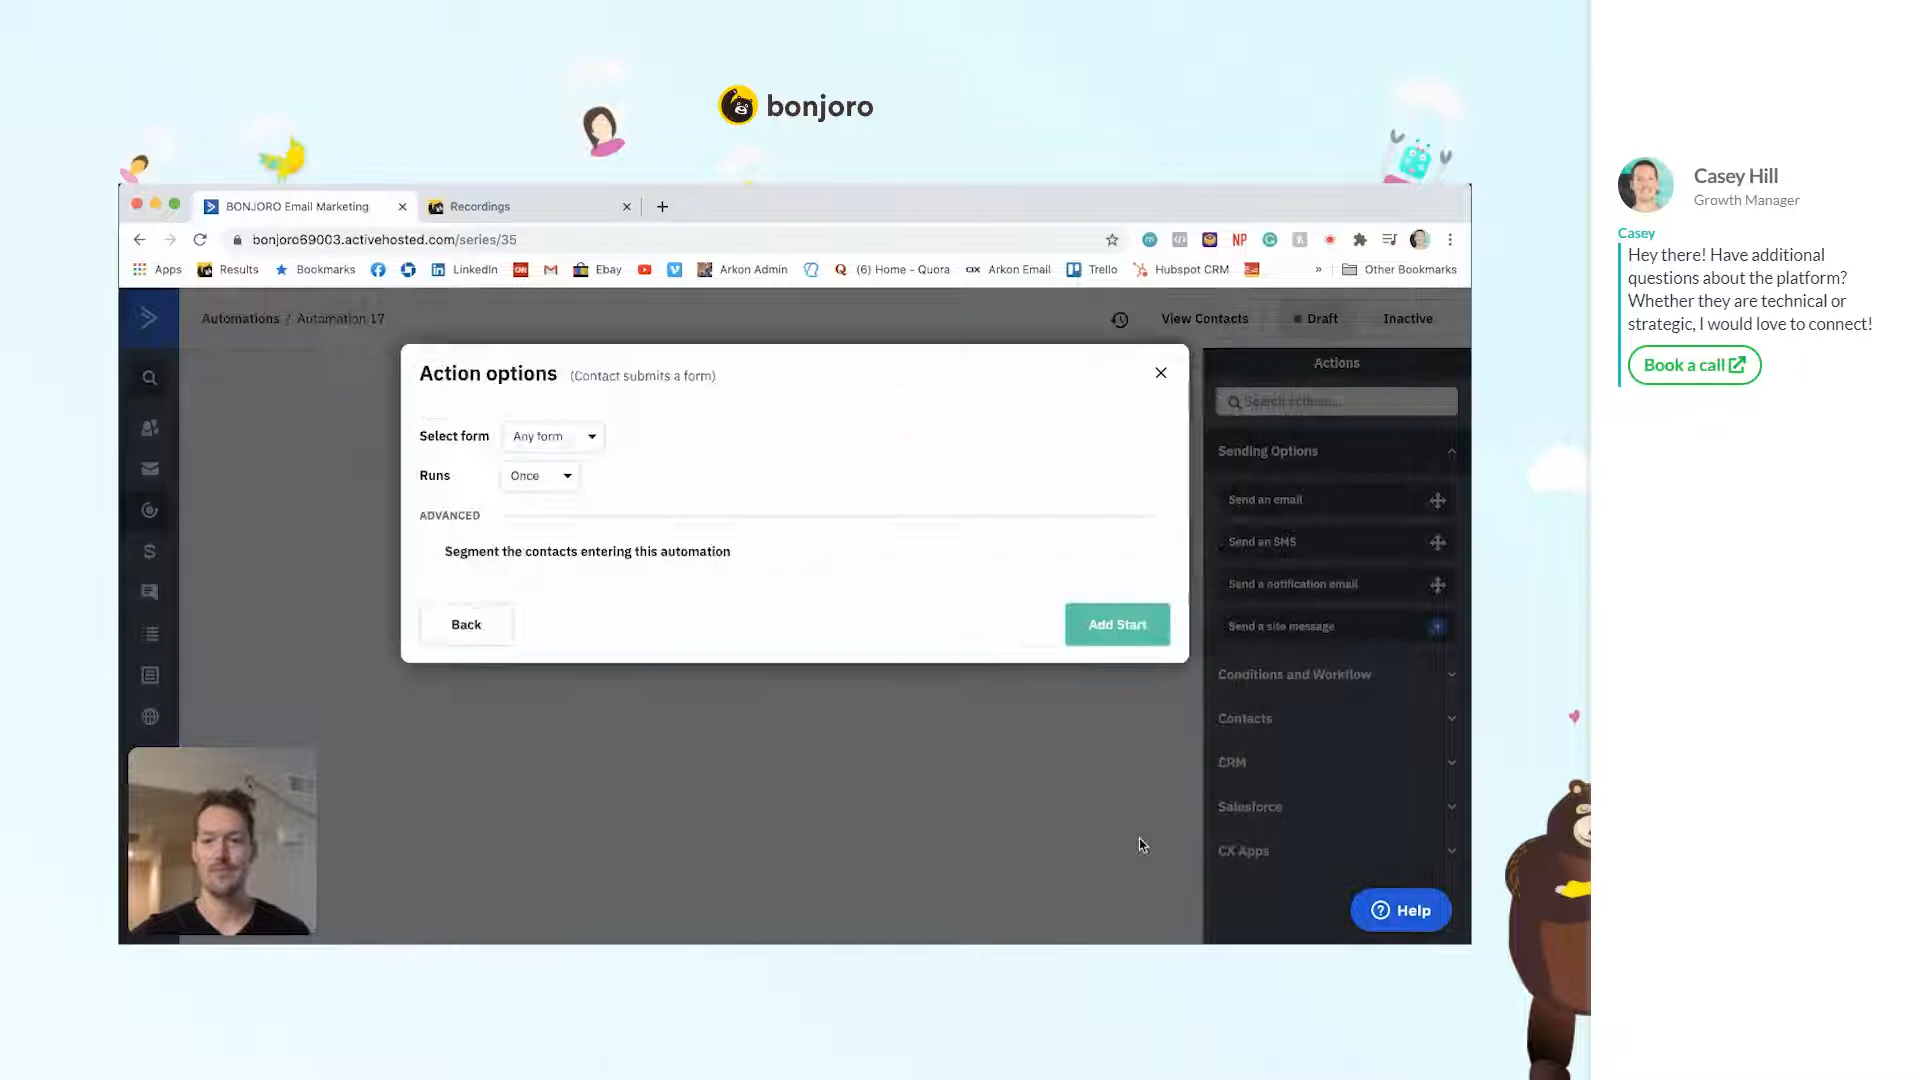 bonjoro
BONJORO Email Marketing
Recordings
bonjoro69003.activehosted.com/series/35
NP
Apps
Results
Bookmarks
LinkedIn
Ebay
Arkon Admin
(6) Home - Quora
Arkon Email
Trello
Hubspot CRM
»
Other Bookmarks
Automations / Automation 17
View Contacts
Draft
Inactive
Action options (Contact submits a form)
Select form Any form
Runs Once
ADVANCED
Segment the contacts entering this automation
Back
Add Start
Actions
Sending Options
Send an email
Send an SMS
Send a notification email
Send a site message
Conditions and Workflow
Contacts
CRM
Salesforce
CX Apps
Help
Casey Hill
Growth Manager
Casey
Hey there! Have additional
questions about the platform?
Whether they are technical or
strategic, I would love to connect!
Book a call